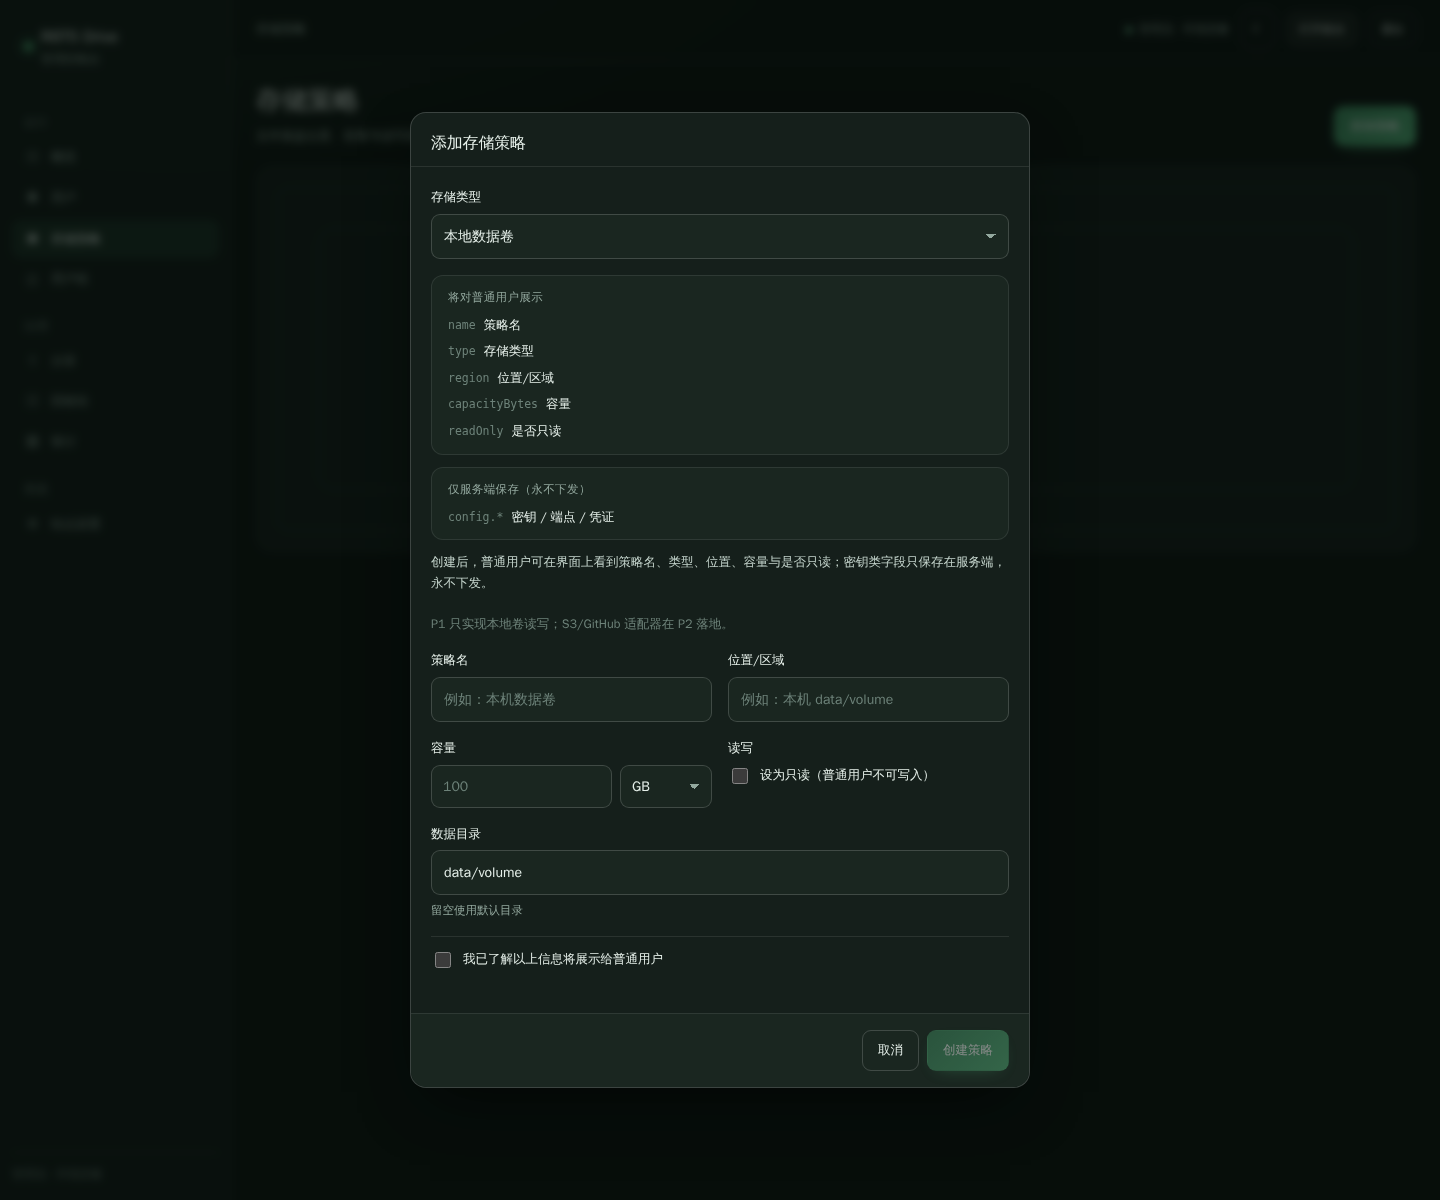 存储策略
添加存储策略
存储类型
本地数据卷
将对普通用户展示
name 策略名
type 存储类型
region 位置/区域
capacityBytes 容量
readOnly 是否只读
仅服务端保存（永不下发）
config.* 密钥 / 端点 / 凭证
创建后，普通用户可在界面上看到策略名、类型、位置、容量与是否只读；密钥类字段只保存在服务端，
永不下发。
P1 只实现本地卷读写；S3/GitHub 适配器在 P2 落地。
策略名
位置/区域
例如：本机数据卷
例如：本机 data/volume
容量
读写
100
GB
设为只读（普通用户不可写入）
数据目录
data/volume
留空使用默认目录
我已了解以上信息将展示给普通用户
取消
创建策略